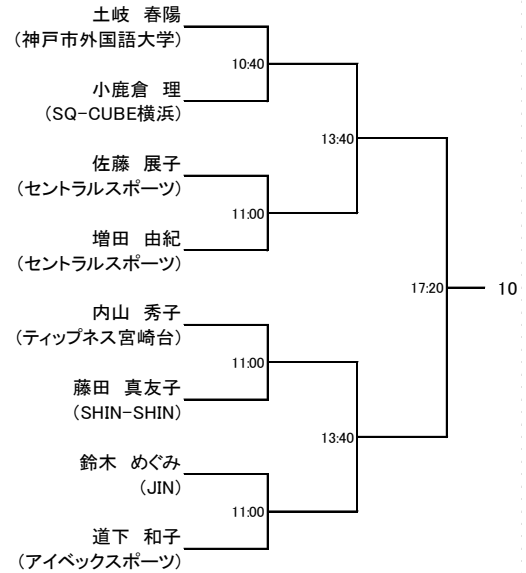 土岐　春陽
(神戸市外国語大学)
10:40
小鹿倉　理
(SQ-CUBE横浜)
13:40
佐藤　展子
(セントラルスポーツ)
11:00
増田　由紀
(セントラルスポーツ)
17:20
10
内山　秀子
(ティップネス宮崎台)
11:00
藤田　真友子
(SHIN-SHIN)
13:40
鈴木　めぐみ
(JIN)
11:00
道下　和子
(アイベックスポーツ)